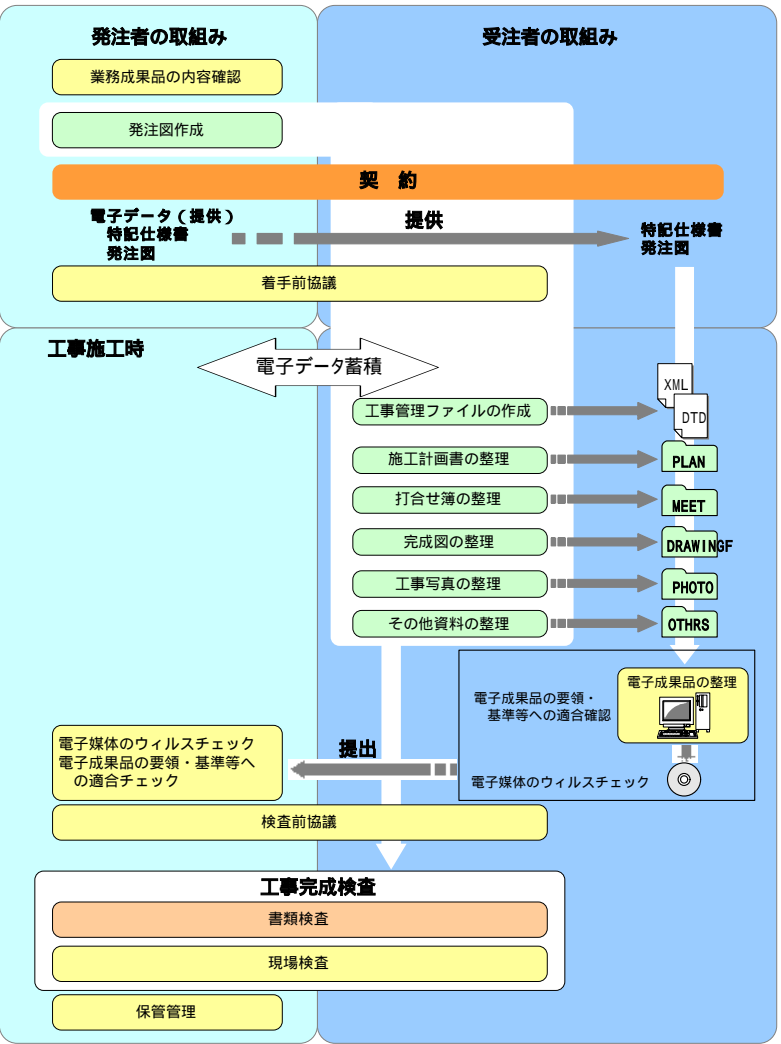 発注者の取組み
受注者の取組み
業務成果品の内容確認
発注図作成
契　約
電子データ（提供）
特記仕様書
発注図
提供
特記仕様書
発注図
着手前協議
工事施工時
電子データ蓄積
XML
DTD
工事管理ファイルの作成
施工計画書の整理
PLAN
打合せ簿の整理
MEET
完成図の整理
DRAWINGF
工事写真の整理
PHOTO
その他資料の整理
OTHRS
電子成果品の整理
電子成果品の要領・
基準等への適合確認
電子媒体のウィルスチェック
提出
電子媒体のウィルスチェック
電子成果品の要領・基準等へ
の適合チェック
検査前協議
工事完成検査
書類検査
現場検査
保管管理